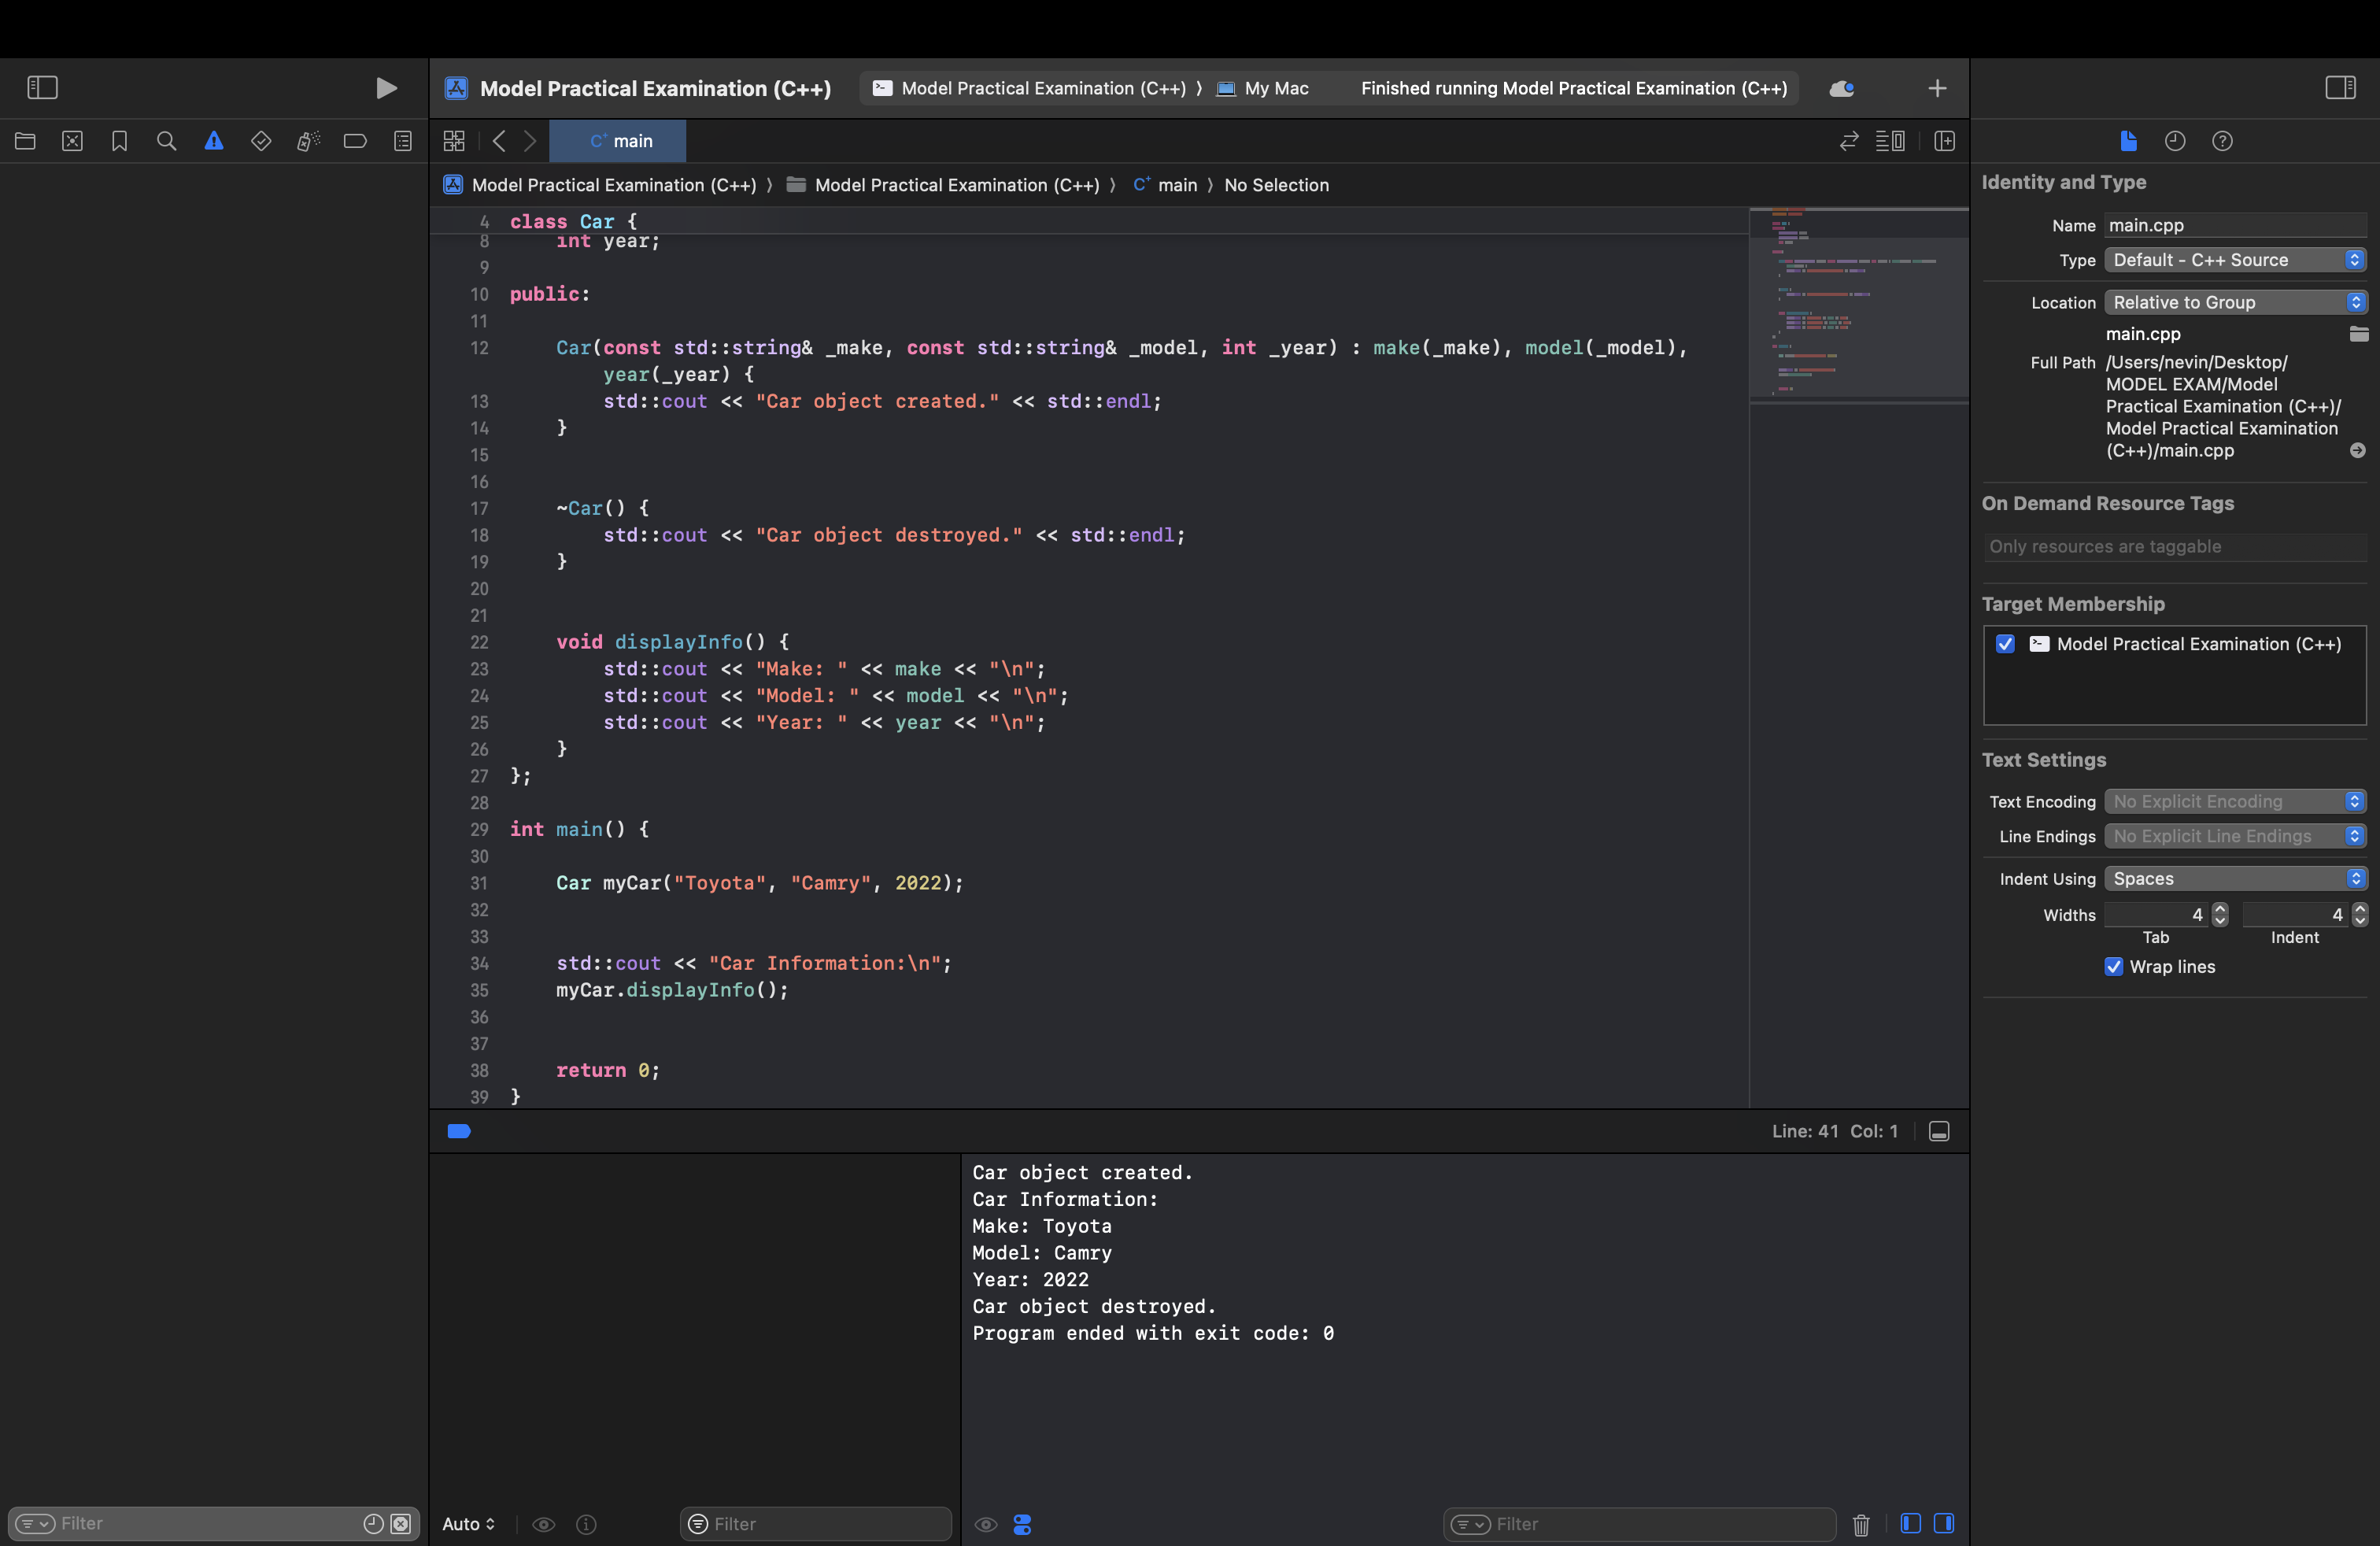 Model Practical Examination (C++)
Model Practical Examination (C++) ⟩ My Mac
Finished running Model Practical Examination (C++)
main
Model Practical Examination (C++) ⟩ Model Practical Examination (C++) ⟩ main ⟩ No Selection
4 class Car {
8     int year;
9
10 public:
11
12     Car(const std::string& _make, const std::string& _model, int _year) : make(_make), model(_model),
        year(_year) {
13         std::cout << "Car object created." << std::endl;
14     }
15
16
17     ~Car() {
18         std::cout << "Car object destroyed." << std::endl;
19     }
20
21
22     void displayInfo() {
23         std::cout << "Make: " << make << "\n";
24         std::cout << "Model: " << model << "\n";
25         std::cout << "Year: " << year << "\n";
26     }
27 };
28
29 int main() {
30
31     Car myCar("Toyota", "Camry", 2022);
32
33
34     std::cout << "Car Information:\n";
35     myCar.displayInfo();
36
37
38     return 0;
39 }
Line: 41 Col: 1
Car object created.
Car Information:
Make: Toyota
Model: Camry
Year: 2022
Car object destroyed.
Program ended with exit code: 0
Filter
Auto
Filter
Filter
Identity and Type
Name main.cpp
Type Default - C++ Source
Location Relative to Group
main.cpp
Full Path /Users/nevin/Desktop/
MODEL EXAM/Model
Practical Examination (C++)/
Model Practical Examination
(C++)/main.cpp
On Demand Resource Tags
Only resources are taggable
Target Membership
Model Practical Examination (C++)
Text Settings
Text Encoding No Explicit Encoding
Line Endings No Explicit Line Endings
Indent Using Spaces
Widths 4 4
Tab Indent
Wrap lines